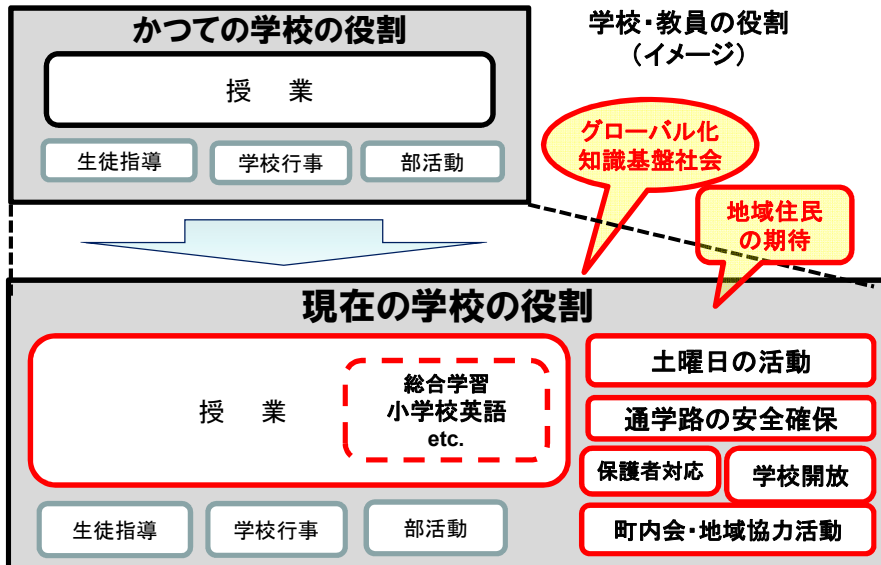 学校・教員の役割
（イメージ）
かつての学校の役割
授　業
生徒指導
学校行事
部活動
グローバル化
知識基盤社会
地域住民
の期待
現在の学校の役割
授　業
総合学習
小学校英語
etc.
土曜日の活動
通学路の安全確保
保護者対応
学校開放
町内会・地域協力活動
生徒指導
学校行事
部活動